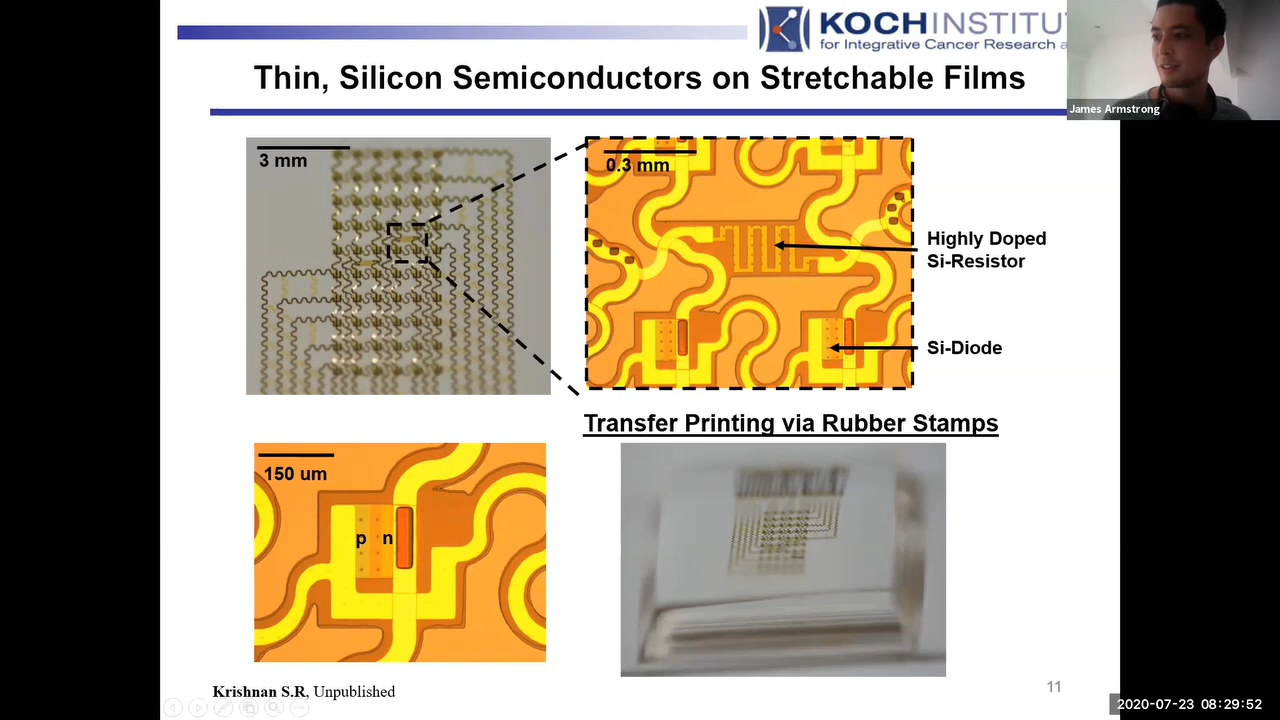 KOCH INSTITU
for Integrative Cancer Research a
Thin, Silicon Semiconductors on Stretchable Films
James Armstrong
3 mm
0.3 mm
Highly Doped
Si-Resistor
Si-Diode
Transfer Printing via Rubber Stamps
150 um
p n
Krishnan S.R, Unpublished
11
2020-07-23 08:29:52